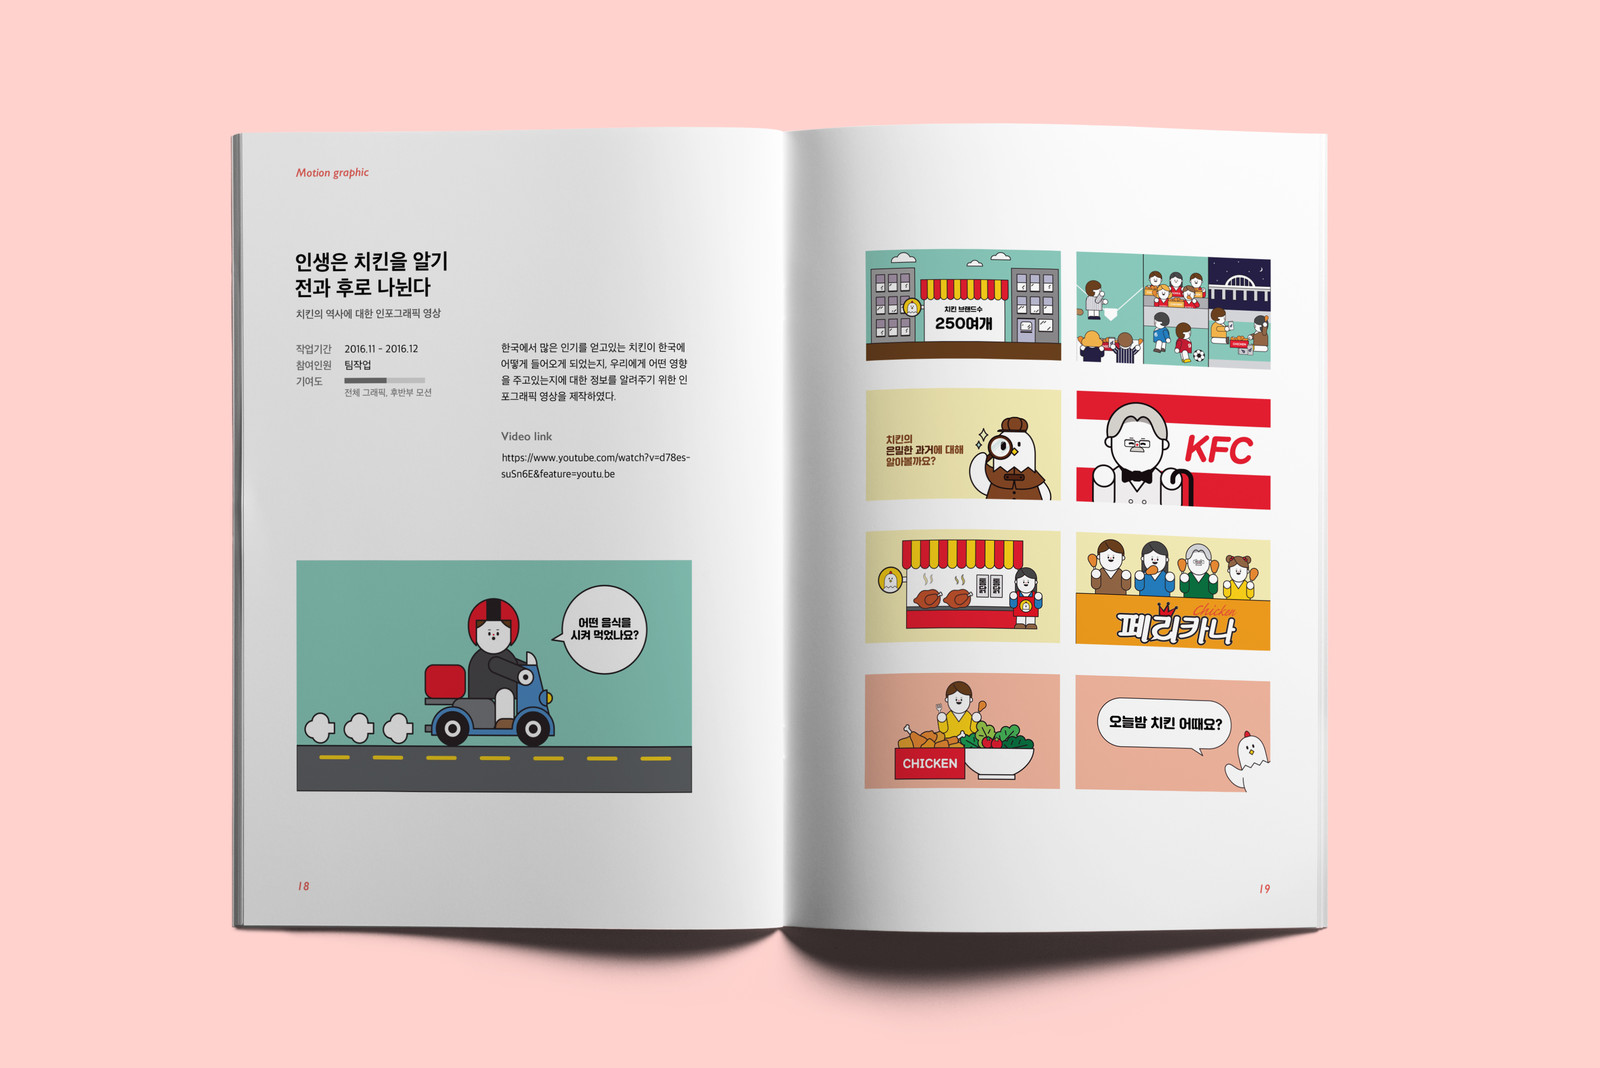 Motion graphic
인생은 치킨을 알기
전과 후로 나뉜다
치킨의 역사에 대한 인포그래픽 영상
작업기간 2016.11 - 2016.12
참여인원 팀작업
기여도
전체 그래픽, 후반부 모션
한국에서 많은 인기를 얻고있는 치킨이 한국에
어떻게 들어오게 되었는지, 우리에게 어떤 영향
을 주고있는지에 대한 정보를 알려주기 위한 인
포그래픽 영상을 제작하였다.
Video link
https://www.youtube.com/watch?v=d78es-
suSn6E&feature=youtu.be
어떤 음식을
시켜 먹었나요?
18
치킨 브랜드수
250여개
CHICKEN
치킨의
은밀한 과거에 대해
알아볼까요?
KFC
통닭
통닭
Chicken
페리카나
CHICKEN
오늘밤 치킨 어때요?
19